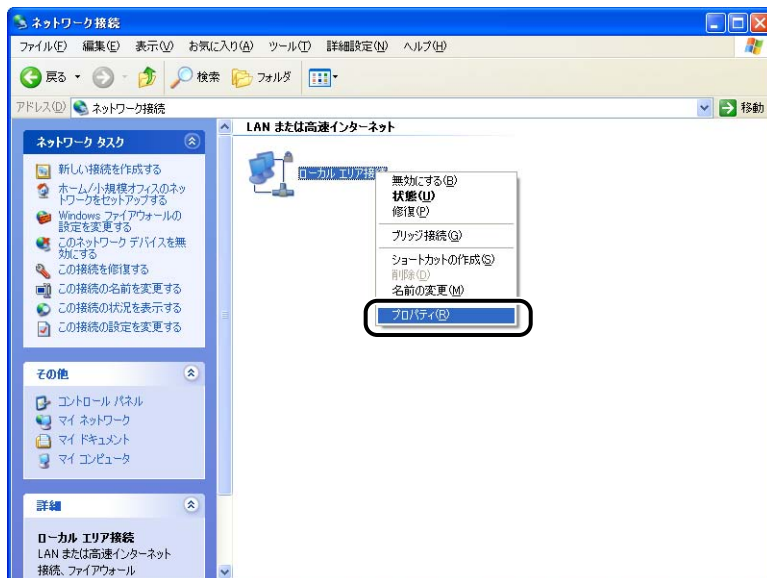 ネットワーク接続
ファイル(F) 編集(E) 表示(V) お気に入り(A) ツール(T) 詳細設定(N) ヘルプ(H)
戻る 検索 フォルダ
アドレス(D) ネットワーク接続 移動
ネットワーク タスク
新しい接続を作成する
ホーム/小規模オフィスのネッ
トワークをセットアップする
Windows ファイアウォールの
設定を変更する
このネットワーク デバイスを無
効にする
この接続を修復する
この接続の名前を変更する
この接続の状況を表示する
この接続の設定を変更する
その他
コントロール パネル
マイ ネットワーク
マイ ドキュメント
マイ コンピュータ
詳細
ローカル エリア接続
LAN または高速インターネット
接続、ファイアウォール
LAN または高速インターネット
ローカル エリア接続
無効にする(B)
状態(U)
修復(P)
ブリッジ接続(G)
ショートカットの作成(S)
削除(D)
名前の変更(M)
プロパティ(R)